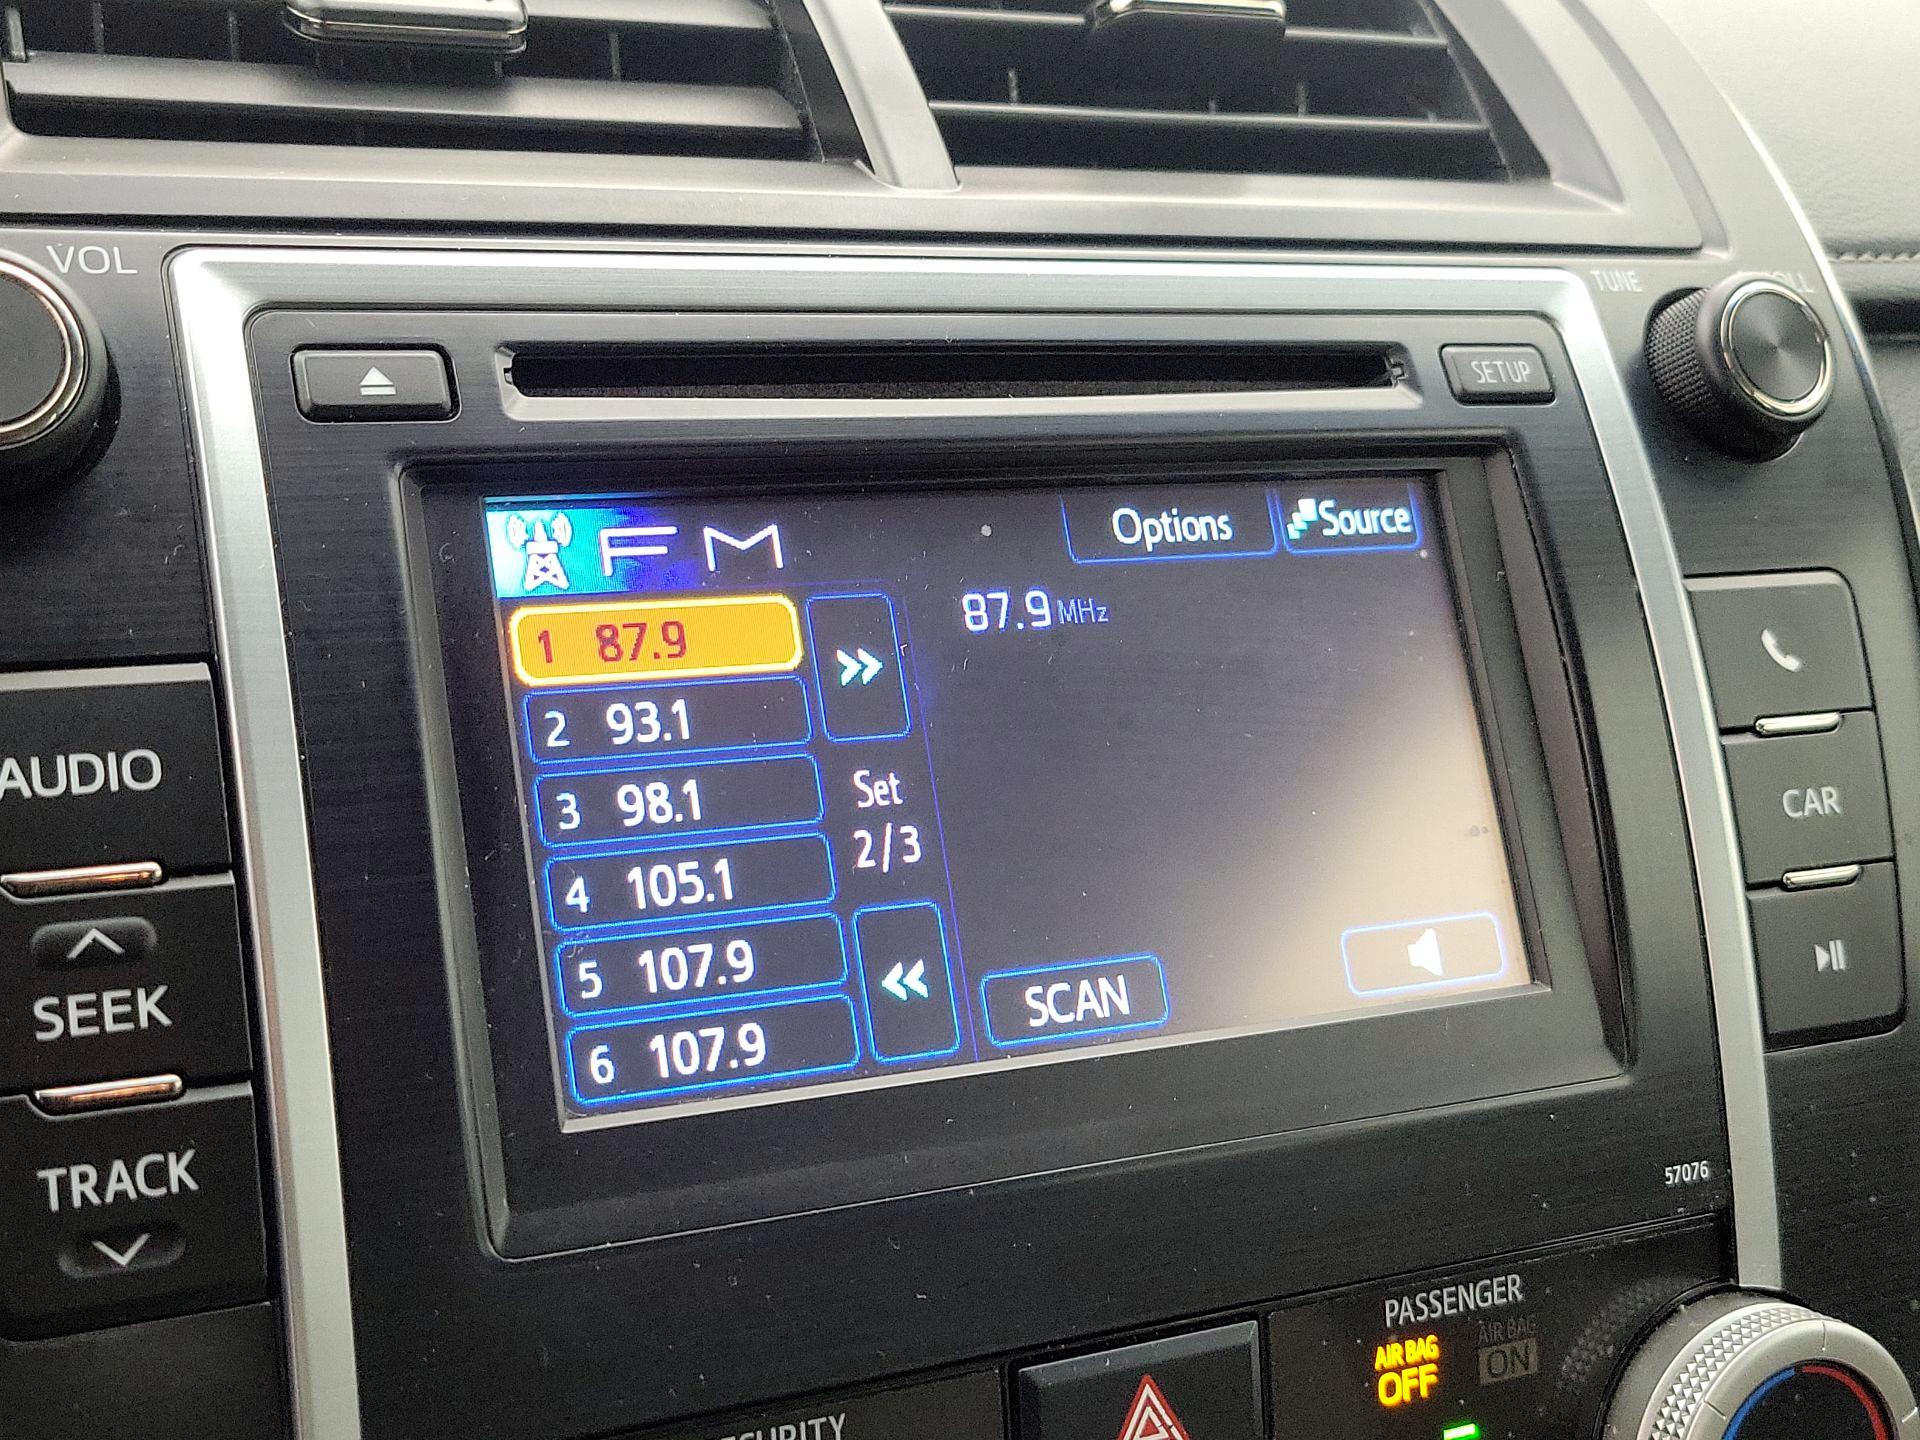 VOL
TUNE
SETUP
FM
Options
Source
87.9 MHz
1 87.9
2 93.1
3 98.1
4 105.1
5 107.9
6 107.9
Set
2/3
SCAN
AUDIO
SEEK
TRACK
CAR
57076
PASSENGER
AIR BAG
OFF
AIR BAG
ON